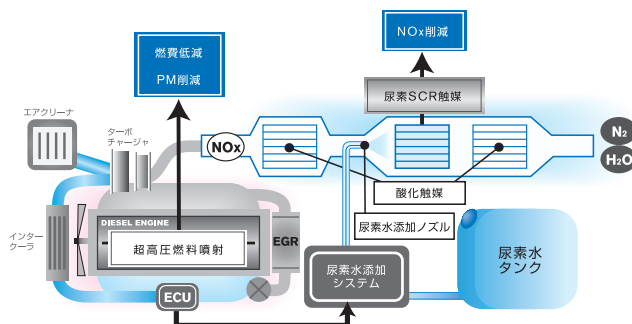 NOx削減
燃費低減
PM削減
尿素SCR触媒
エアクリーナ
ターボ
チャージャ
NOx
N₂
H₂O
酸化触媒
尿素水添加ノズル
DIESEL ENGINE
超高圧燃料噴射
EGR
インター
クーラ
尿素水添加
システム
尿素水
タンク
ECU